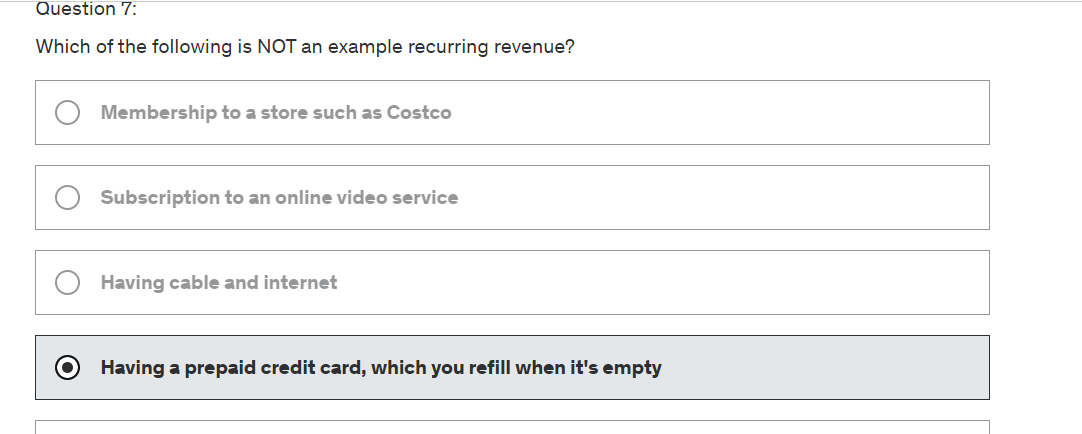 Question 7:
Which of the following is NOT an example recurring revenue?
Membership to a store such as Costco
Subscription to an online video service
Having cable and internet
Having a prepaid credit card, which you refill when it's empty